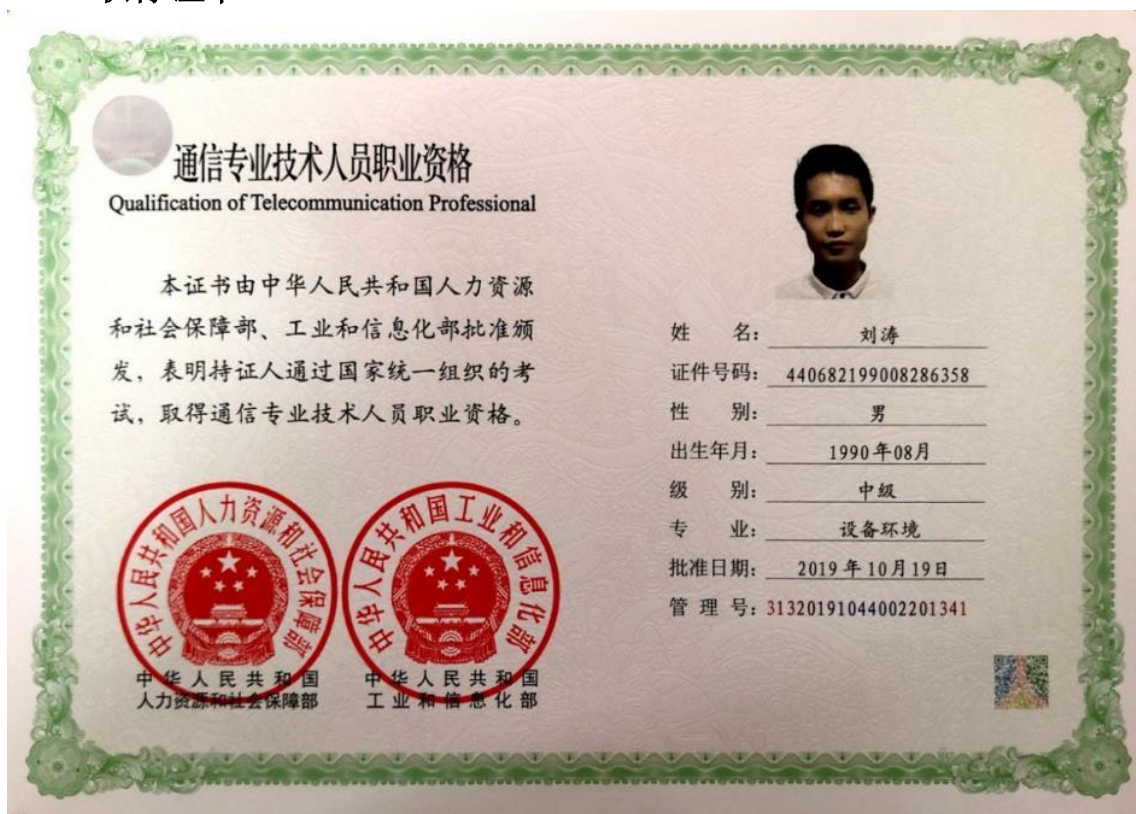 通信专业技术人员职业资格
Qualification of Telecommunication Professional
本证书由中华人民共和国人力资源
和社会保障部、工业和信息化部批准颁
发，表明持证人通过国家统一组织的考
试，取得通信专业技术人员职业资格。
中华人民共和国人力资源和社会保障部
中华人民共和国工业和信息化部
中华人民共和国
人力资源和社会保障部
中华人民共和国
工业和信息化部
姓 名： 刘涛
证件号码： 440682199008286358
性 别： 男
出生年月： 1990年08月
级 别： 中级
专 业： 设备环境
批准日期： 2019年10月19日
管 理 号：31320191044002201341